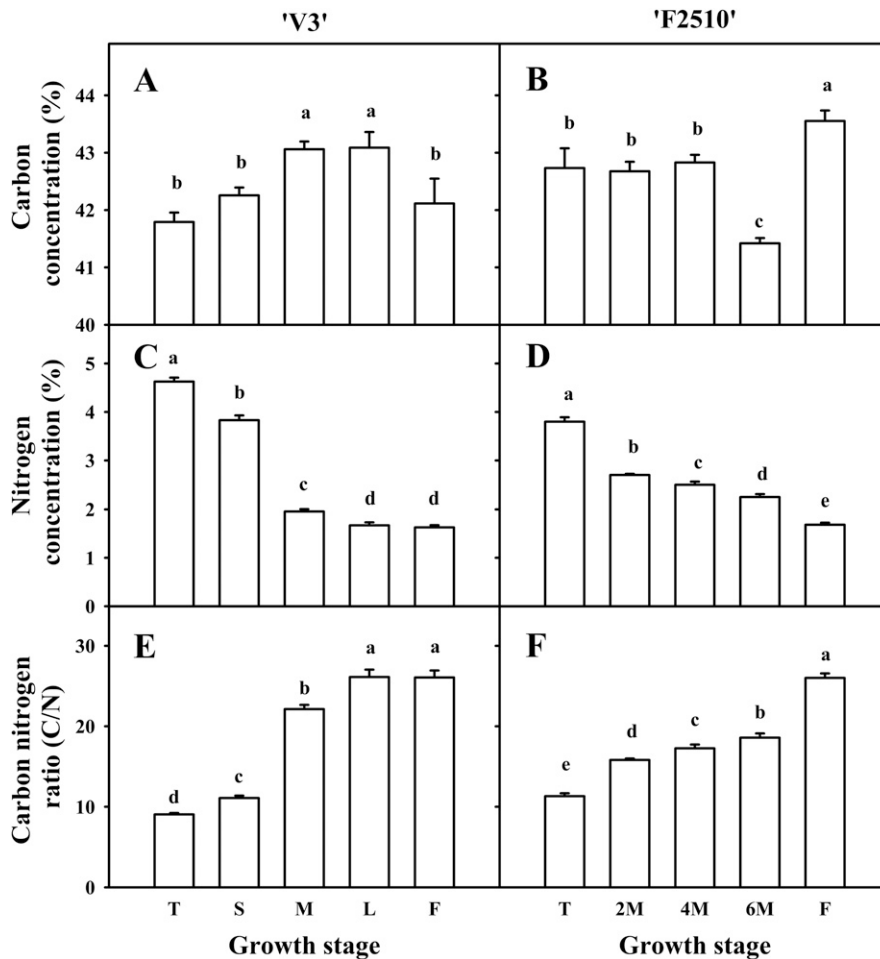 'V3' 'F2510'
Carbon
concentration (%)
44
43
42
41
40
A
b b a a b
B
b b b c a
Nitrogen
concentration (%)
5
4
3
2
1
0
C
a b c d d
D
a b c d e
Carbon nitrogen
ratio (C/N)
30
20
10
0
E
d c b a a
F
e d c b a
T S M L F
T 2M 4M 6M F
Growth stage Growth stage